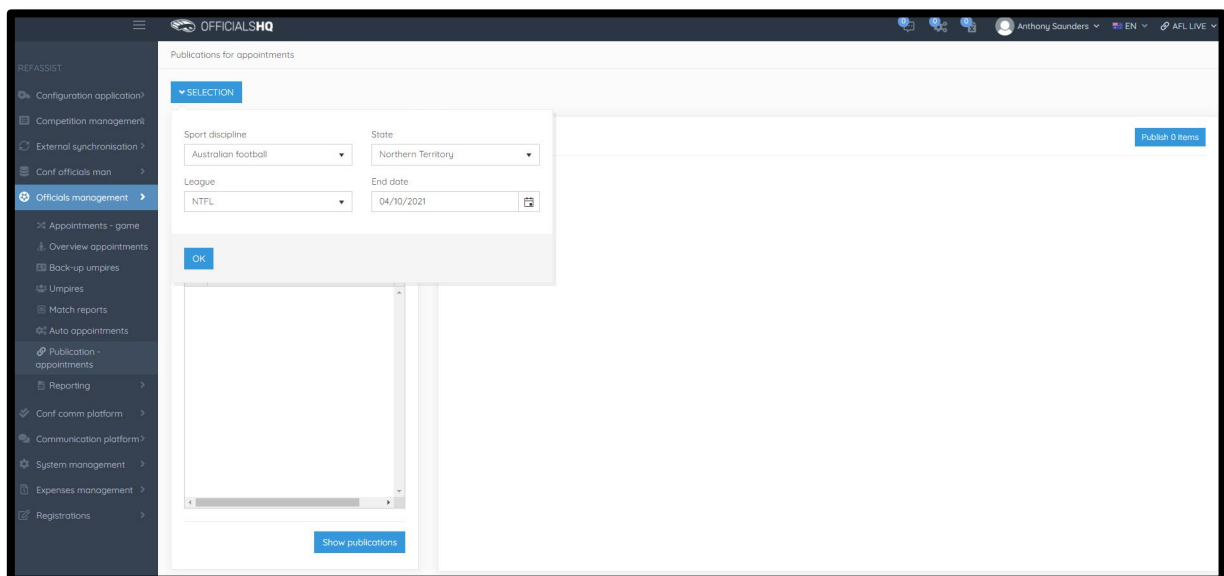 OFFICIALSHQ
0
0
0
Anthony Saunders
EN
AFL LIVE
Publications for appointments
REFASSIST
Configuration application
Competition management
External synchronisation
Conf officials man
Officials management
Appointments - game
Overview appointments
Back-up umpires
Umpires
Match reports
Auto appointments
Publication -
appointments
Reporting
Conf comm platform
Communication platform
System management
Expenses management
Registrations
SELECTION
Sport discipline
State
Australian football
Northern Territory
League
End date
NTFL
04/10/2021
OK
Publish 0 items
Show publications